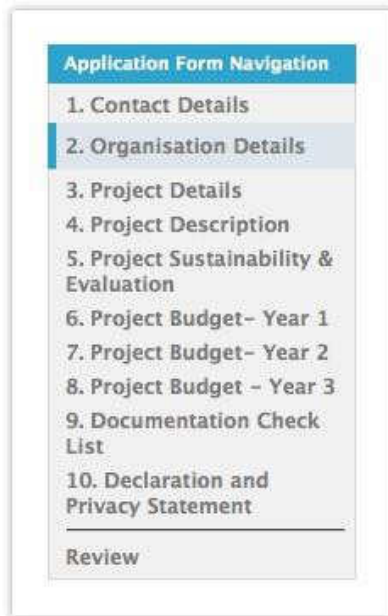 Application Form Navigation
1. Contact Details
2. Organisation Details
3. Project Details
4. Project Description
5. Project Sustainability &
Evaluation
6. Project Budget– Year 1
7. Project Budget– Year 2
8. Project Budget – Year 3
9. Documentation Check
List
10. Declaration and
Privacy Statement
Review